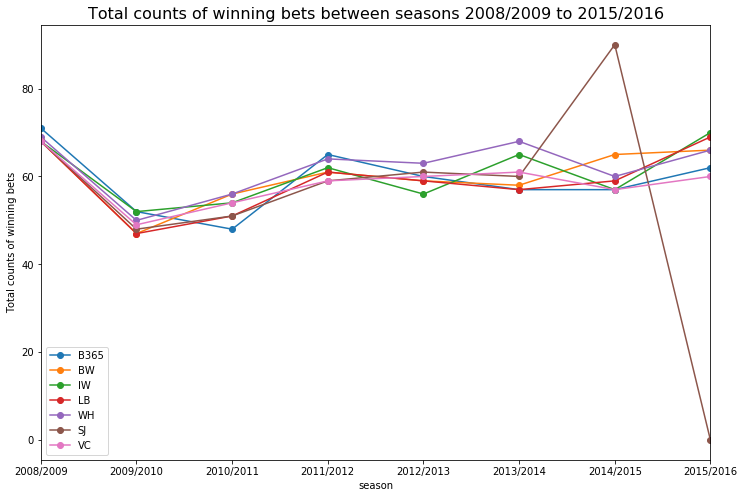 Total counts of winning bets between seasons 2008/2009 to 2015/2016
Total counts of winning bets
80
60
40
20
0
B365
BW
IW
LB
WH
SJ
VC
2008/2009 2009/2010 2010/2011 2011/2012 2012/2013 2013/2014 2014/2015 2015/2016
season